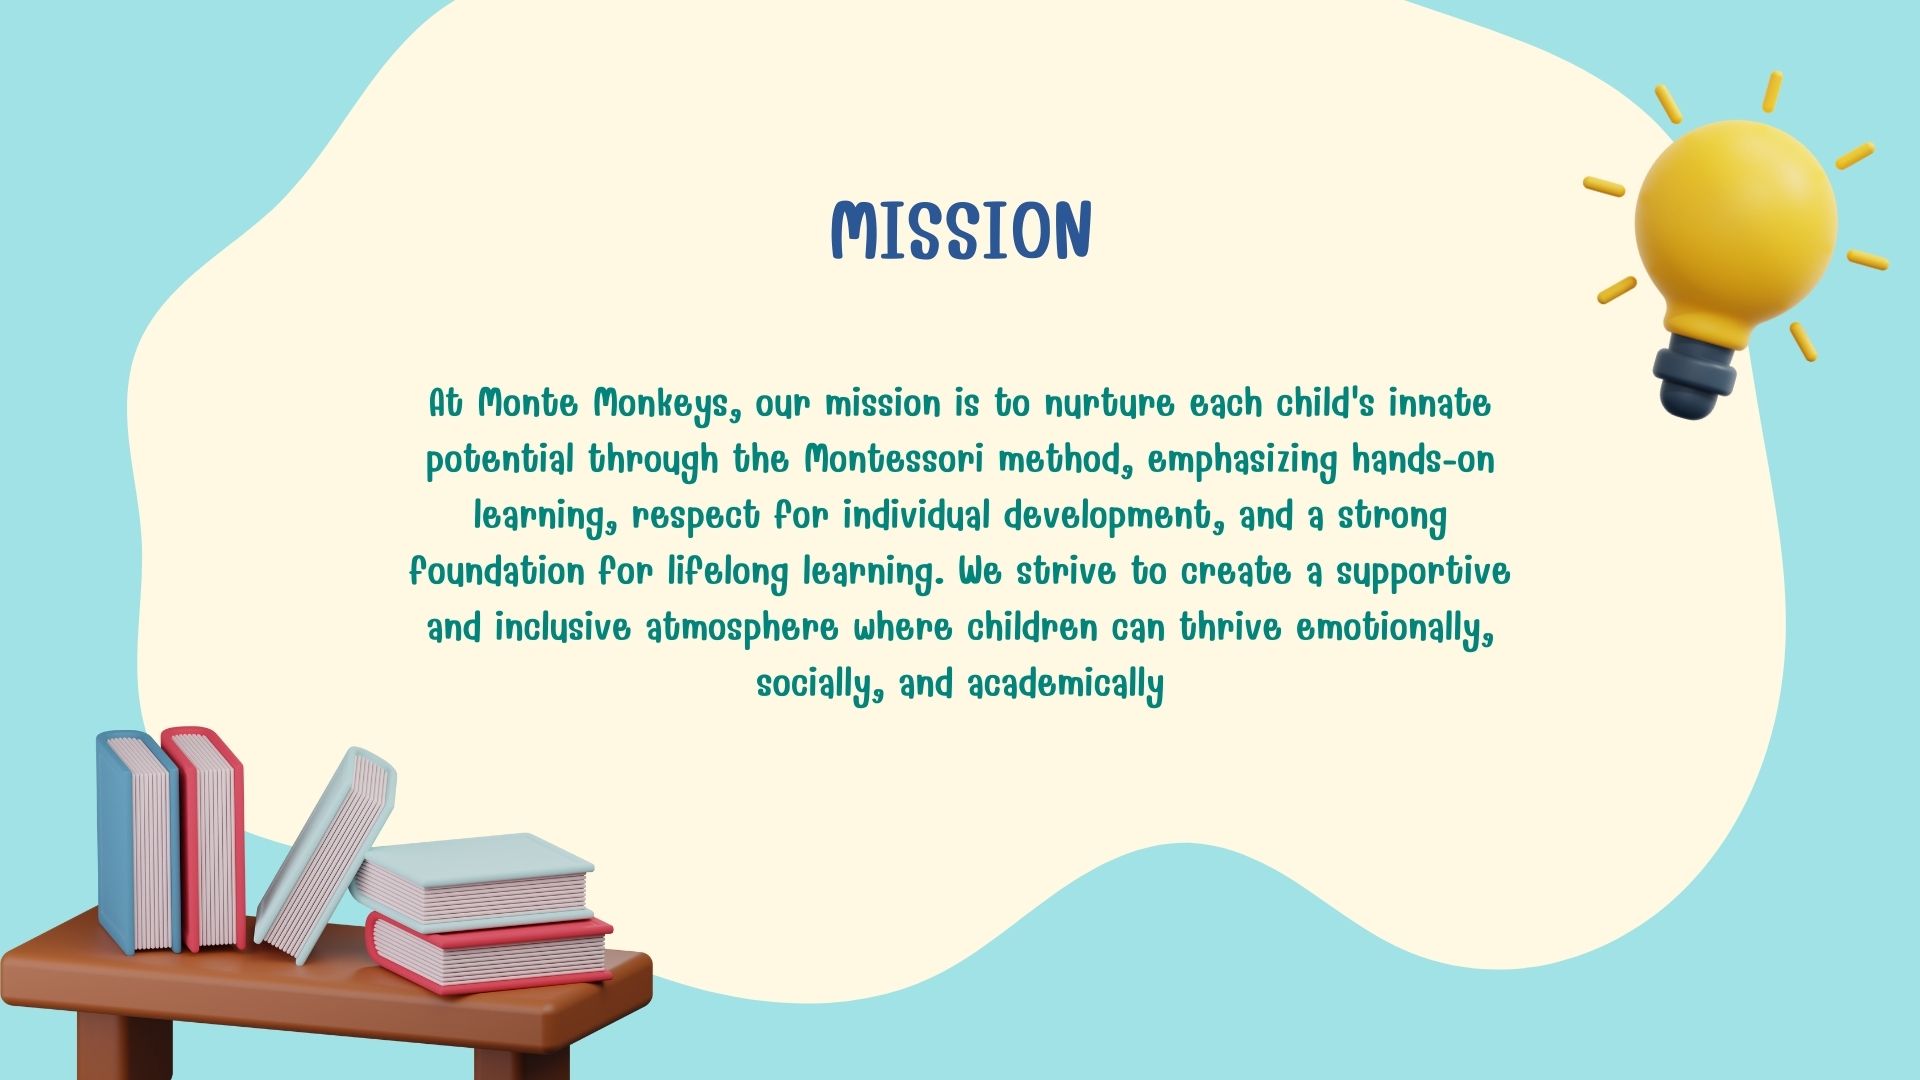 MISSION
At Monte Monkeys, our mission is to nurture each child's innate
potential through the Montessori method, emphasizing hands-on
learning, respect for individual development, and a strong
foundation for lifelong learning. We strive to create a supportive
and inclusive atmosphere where children can thrive emotionally,
socially, and academically